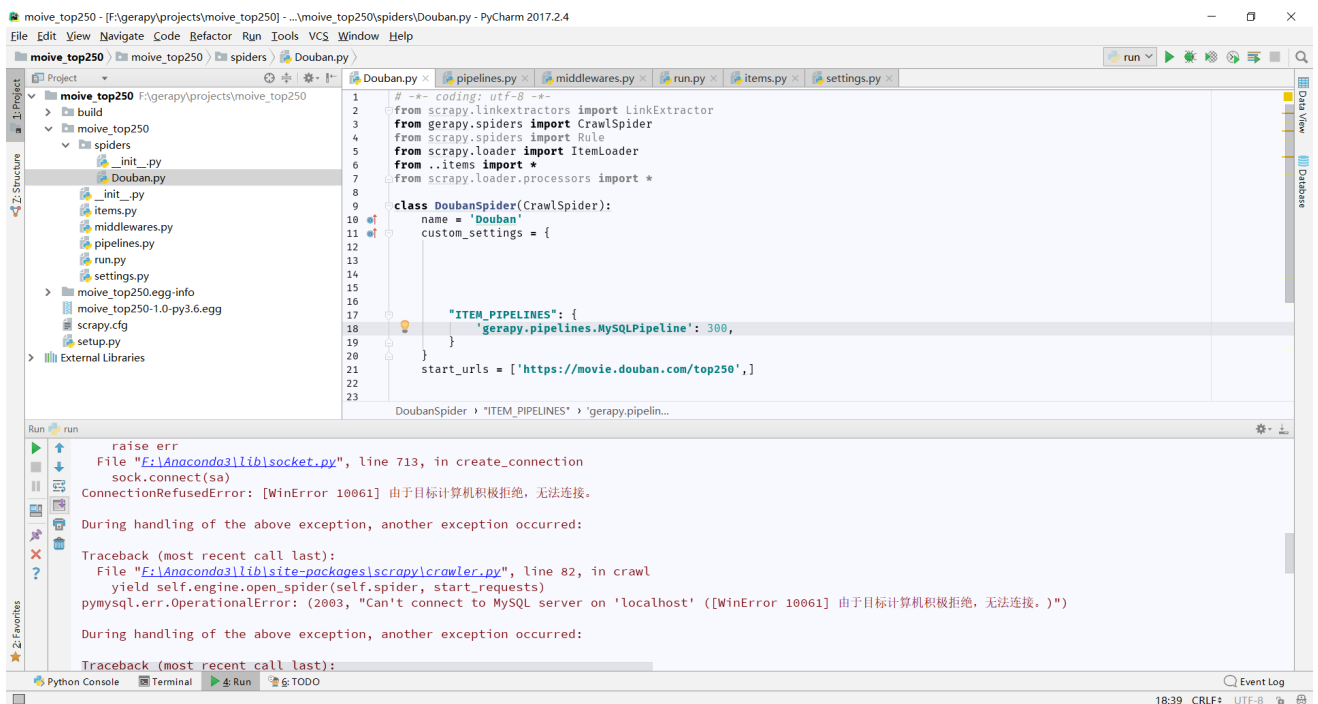 moive_top250 - [F:\gerapy\projects\moive_top250] - ...\moive_top250\spiders\Douban.py - PyCharm 2017.2.4
File Edit View Navigate Code Refactor Run Tools VCS Window Help
moive_top250 moive_top250 spiders Douban.py
run
Project
Douban.py × pipelines.py × middlewares.py × run.py × items.py × settings.py ×
1: Project
Z: Structure
2: Favorites
Data View
Database
moive_top250 F:\gerapy\projects\moive_top250
build
moive_top250
spiders
__init__.py
Douban.py
__init__.py
items.py
middlewares.py
pipelines.py
run.py
settings.py
moive_top250.egg-info
moive_top250-1.0-py3.6.egg
scrapy.cfg
setup.py
External Libraries
1 # -*- coding: utf-8 -*-
2 from scrapy.linkextractors import LinkExtractor
3 from gerapy.spiders import CrawlSpider
4 from scrapy.spiders import Rule
5 from scrapy.loader import ItemLoader
6 from ..items import *
7 from scrapy.loader.processors import *
8
9 class DoubanSpider(CrawlSpider):
10 name = 'Douban'
11 custom_settings = {
12
13
14
15
16
17 "ITEM_PIPELINES": {
18 'gerapy.pipelines.MySQLPipeline': 300,
19 }
20 }
21 start_urls = ['https://movie.douban.com/top250',]
22
23
DoubanSpider › "ITEM_PIPELINES" › 'gerapy.pipelin...
Run run
raise err
File "F:\Anaconda3\lib\socket.py", line 713, in create_connection
sock.connect(sa)
ConnectionRefusedError: [WinError 10061] 由于目标计算机积极拒绝，无法连接。
During handling of the above exception, another exception occurred:
Traceback (most recent call last):
File "F:\Anaconda3\lib\site-packages\scrapy\crawler.py", line 82, in crawl
yield self.engine.open_spider(self.spider, start_requests)
pymysql.err.OperationalError: (2003, "Can't connect to MySQL server on 'localhost' ([WinError 10061] 由于目标计算机积极拒绝，无法连接。)")
During handling of the above exception, another exception occurred:
Traceback (most recent call last):
Python Console Terminal 4: Run 6: TODO Event Log
18:39 CRLF UTF-8